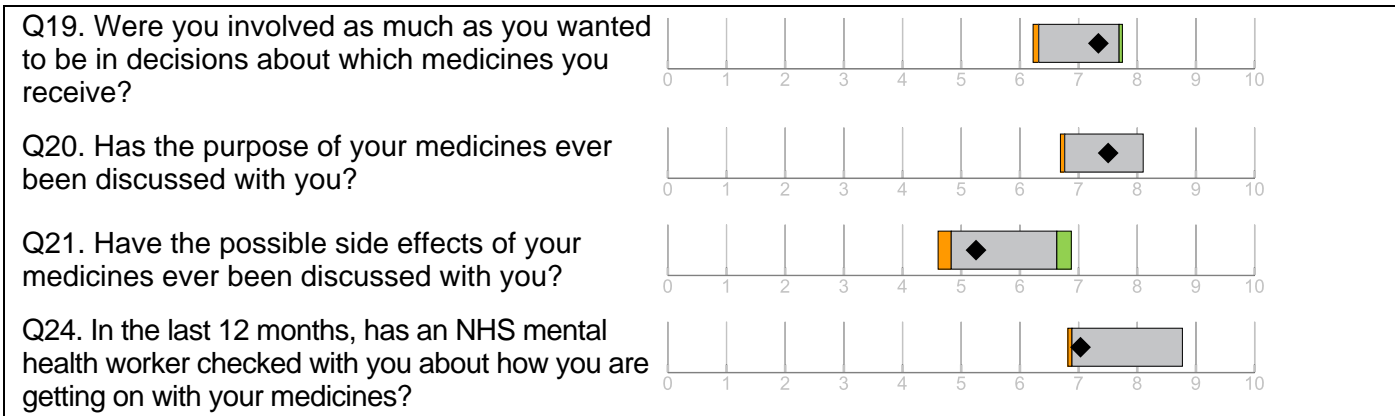 Q19. Were you involved as much as you wanted
to be in decisions about which medicines you
receive?
0 1 2 3 4 5 6 7 8 9 10
Q20. Has the purpose of your medicines ever
been discussed with you?
0 1 2 3 4 5 6 7 8 9 10
Q21. Have the possible side effects of your
medicines ever been discussed with you?
0 1 2 3 4 5 6 7 8 9 10
Q24. In the last 12 months, has an NHS mental
health worker checked with you about how you are
getting on with your medicines?
0 1 2 3 4 5 6 7 8 9 10